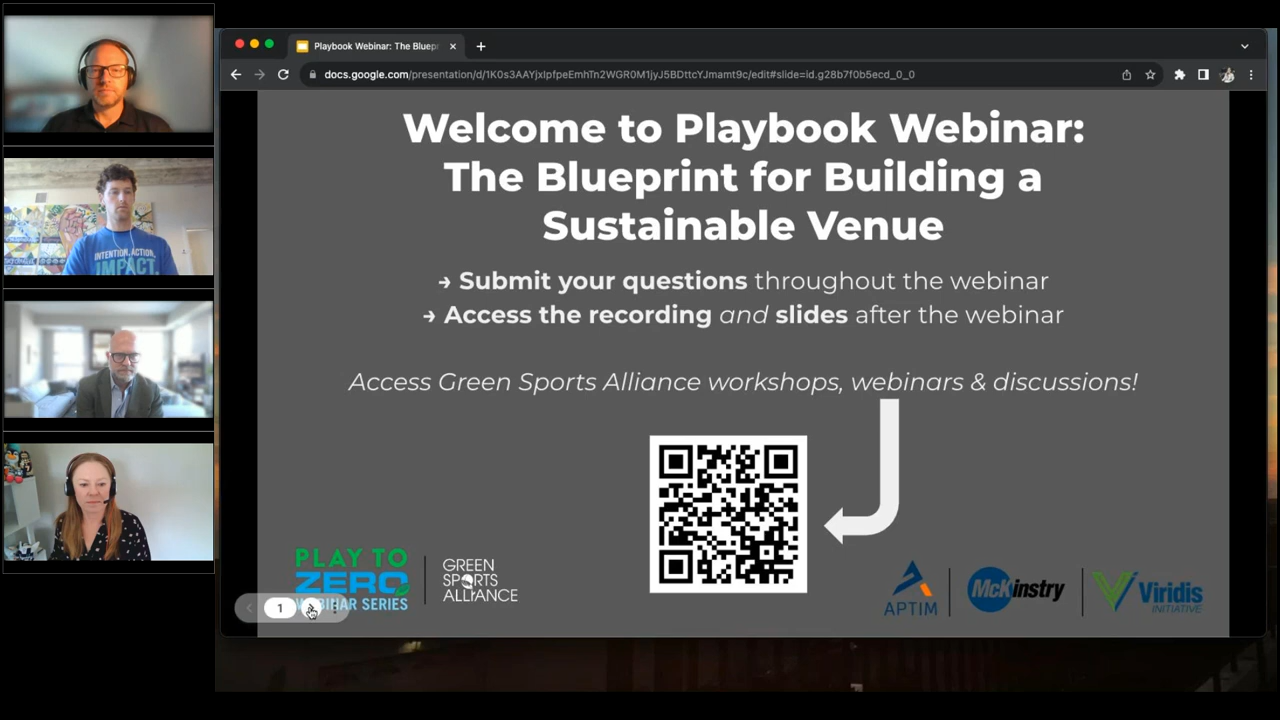 Playbook Webinar: The Bluepr
docs.google.com/presentation/d/1K0s3AAYjxIpfpeEmhTn2WGR0M1jyJ5BDttcYJmamt9c/edit#slide=id.g28b7f0b5ecd_0_0
Welcome to Playbook Webinar:
The Blueprint for Building a
Sustainable Venue
→ Submit your questions throughout the webinar
→ Access the recording and slides after the webinar
Access Green Sports Alliance workshops, webinars & discussions!
INTENTION. ACTION.
IMPACT.
PLAY TO
ZERO
WEBINAR SERIES
GREEN
SPORTS
ALLIANCE
1
APTIM
McKinstry
Viridis
INITIATIVE